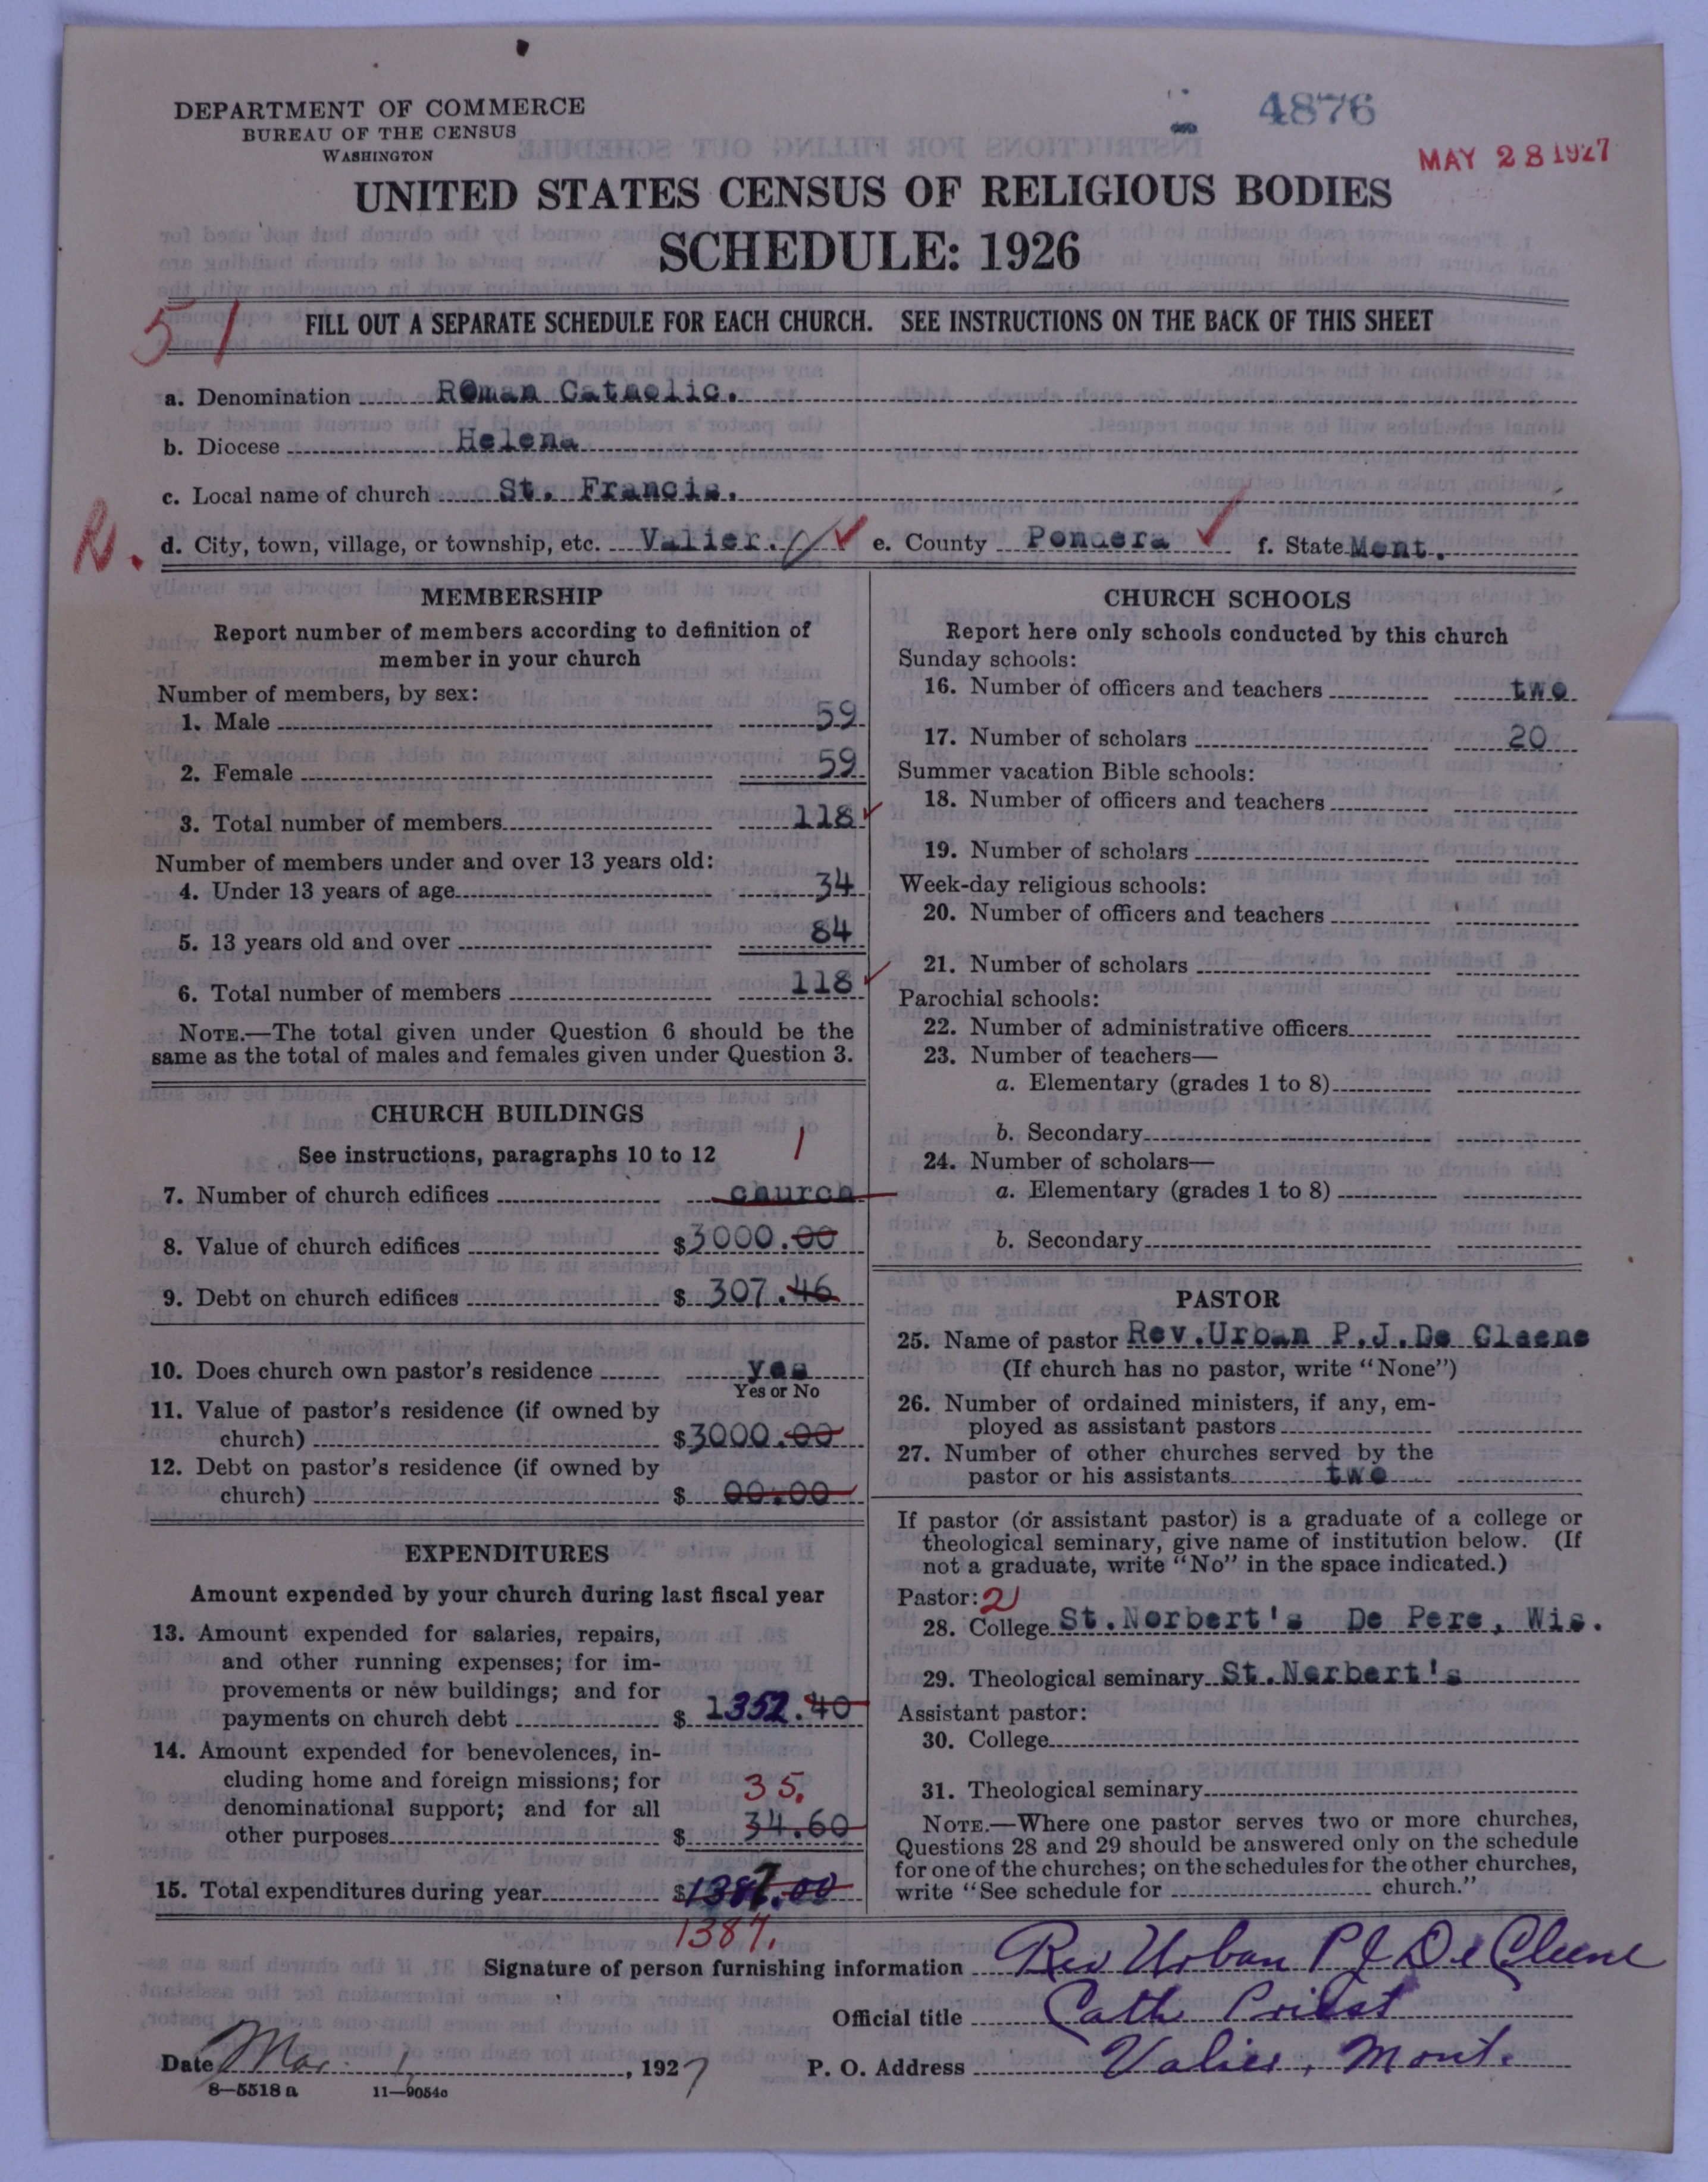 DEPARTMENT OF COMMERCE
BUREAU OF THE CENSUS
WASHINGTON
4876
MAY 28 1927
UNITED STATES CENSUS OF RELIGIOUS BODIES
SCHEDULE: 1926
51
FILL OUT A SEPARATE SCHEDULE FOR EACH CHURCH. SEE INSTRUCTIONS ON THE BACK OF THIS SHEET
a. Denomination ROman Catholic.
b. Diocese Helena
c. Local name of church St. Francis.
R.
d. City, town, village, or township, etc. Valier. e. County Pondera f. State Mont.
MEMBERSHIP
Report number of members according to definition of
member in your church
Number of members, by sex:
1. Male 59
2. Female 59
3. Total number of members 118
Number of members under and over 13 years old:
4. Under 13 years of age 34
5. 13 years old and over 84
6. Total number of members 118
NOTE.—The total given under Question 6 should be the
same as the total of males and females given under Question 3.
CHURCH BUILDINGS
See instructions, paragraphs 10 to 12
1
7. Number of church edifices church
8. Value of church edifices $3000.00
9. Debt on church edifices $307.46
10. Does church own pastor's residence yes
Yes or No
11. Value of pastor's residence (if owned by
church) $3000.00
12. Debt on pastor's residence (if owned by
church) $00.00
EXPENDITURES
Amount expended by your church during last fiscal year
13. Amount expended for salaries, repairs,
and other running expenses; for im-
provements or new buildings; and for
payments on church debt $1352.40
14. Amount expended for benevolences, in-
cluding home and foreign missions; for
35.
denominational support; and for all
other purposes $34.60
15. Total expenditures during year $1387.00
1387.
CHURCH SCHOOLS
Report here only schools conducted by this church
Sunday schools:
16. Number of officers and teachers two
17. Number of scholars 20
Summer vacation Bible schools:
18. Number of officers and teachers
19. Number of scholars
Week-day religious schools:
20. Number of officers and teachers
21. Number of scholars
Parochial schools:
22. Number of administrative officers
23. Number of teachers—
a. Elementary (grades 1 to 8)
b. Secondary
24. Number of scholars—
a. Elementary (grades 1 to 8)
b. Secondary
PASTOR
25. Name of pastor Rev.Urban P.J.De Cleene
(If church has no pastor, write "None")
26. Number of ordained ministers, if any, em-
ployed as assistant pastors
27. Number of other churches served by the
pastor or his assistants two
If pastor (or assistant pastor) is a graduate of a college or
theological seminary, give name of institution below. (If
not a graduate, write "No" in the space indicated.)
Pastor: 2
28. College St.Norbert's De Pere, Wis.
29. Theological seminary St.Norbert's
Assistant pastor:
30. College
31. Theological seminary
NOTE.—Where one pastor serves two or more churches,
Questions 28 and 29 should be answered only on the schedule
for one of the churches; on the schedules for the other churches,
write "See schedule for church."
Signature of person furnishing information Rev Urban P J De Cleene
Official title Cath Priest
Date Mar. 1, 1927 P. O. Address Valier, Mont.
8—5518 a 11—9054a